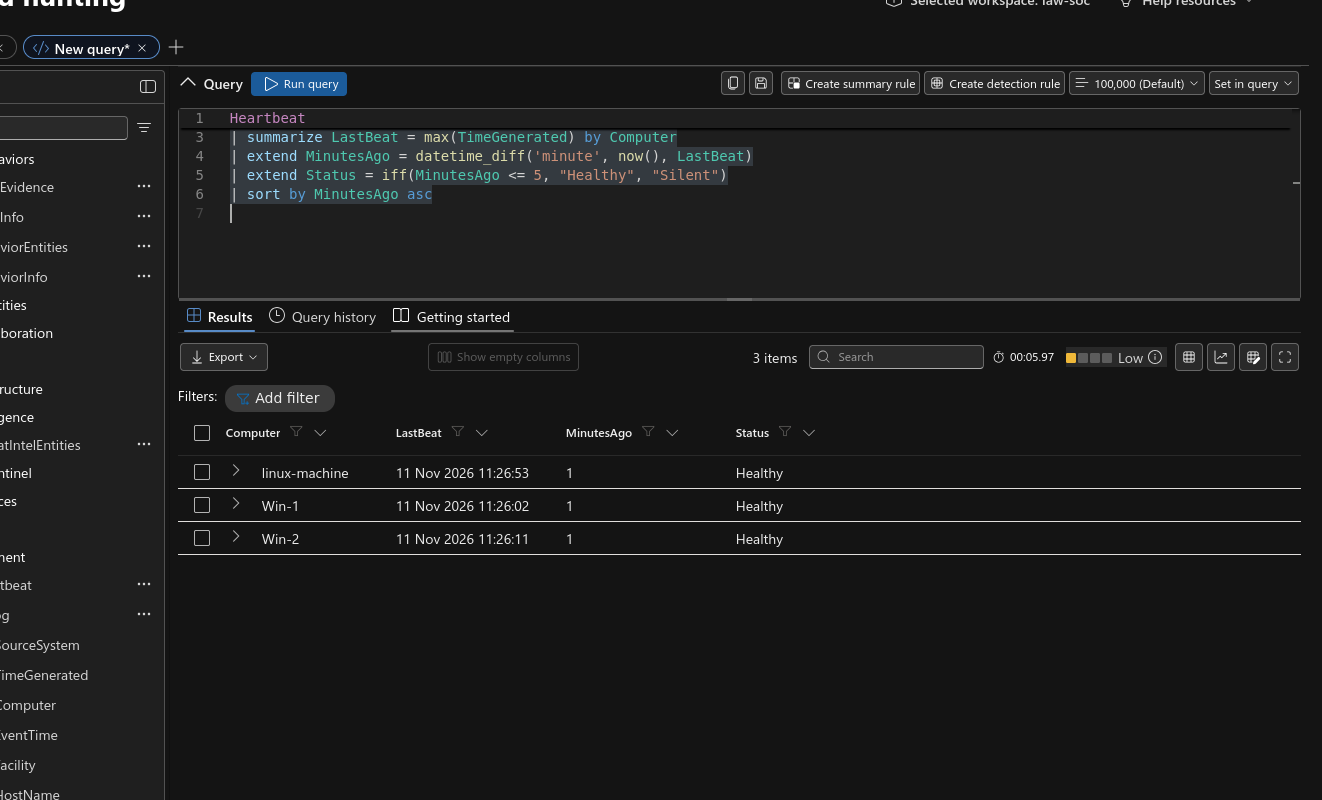 hunting
Selected workspace: law-soc
Help resources
New query*
Query
Run query
Create summary rule
Create detection rule
100,000 (Default)
Set in query
1 Heartbeat
3 | summarize LastBeat = max(TimeGenerated) by Computer
4 | extend MinutesAgo = datetime_diff('minute', now(), LastBeat)
5 | extend Status = iff(MinutesAgo <= 5, "Healthy", "Silent")
6 | sort by MinutesAgo asc
7
aviors
Evidence
Info
viorEntities
viorInfo
tities
boration
ructure
gence
atIntelEntities
ntinel
ces
ment
tbeat
og
SourceSystem
TimeGenerated
Computer
EventTime
Facility
HostName
Results
Query history
Getting started
Export
Show empty columns
3 items
Search
00:05.97
Low
Filters:
Add filter
Computer LastBeat MinutesAgo Status
linux-machine 11 Nov 2026 11:26:53 1 Healthy
Win-1 11 Nov 2026 11:26:02 1 Healthy
Win-2 11 Nov 2026 11:26:11 1 Healthy